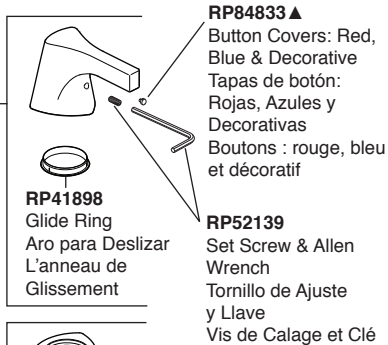 RP84833▲
Button Covers: Red,
Blue & Decorative
Tapas de botón:
Rojas, Azules y
Decorativas
Boutons : rouge, bleu
et décoratif
RP41898
Glide Ring
Aro para Deslizar
L'anneau de
Glissement
RP52139
Set Screw & Allen
Wrench
Tornillo de Ajuste
y Llave
Vis de Calage et Clé